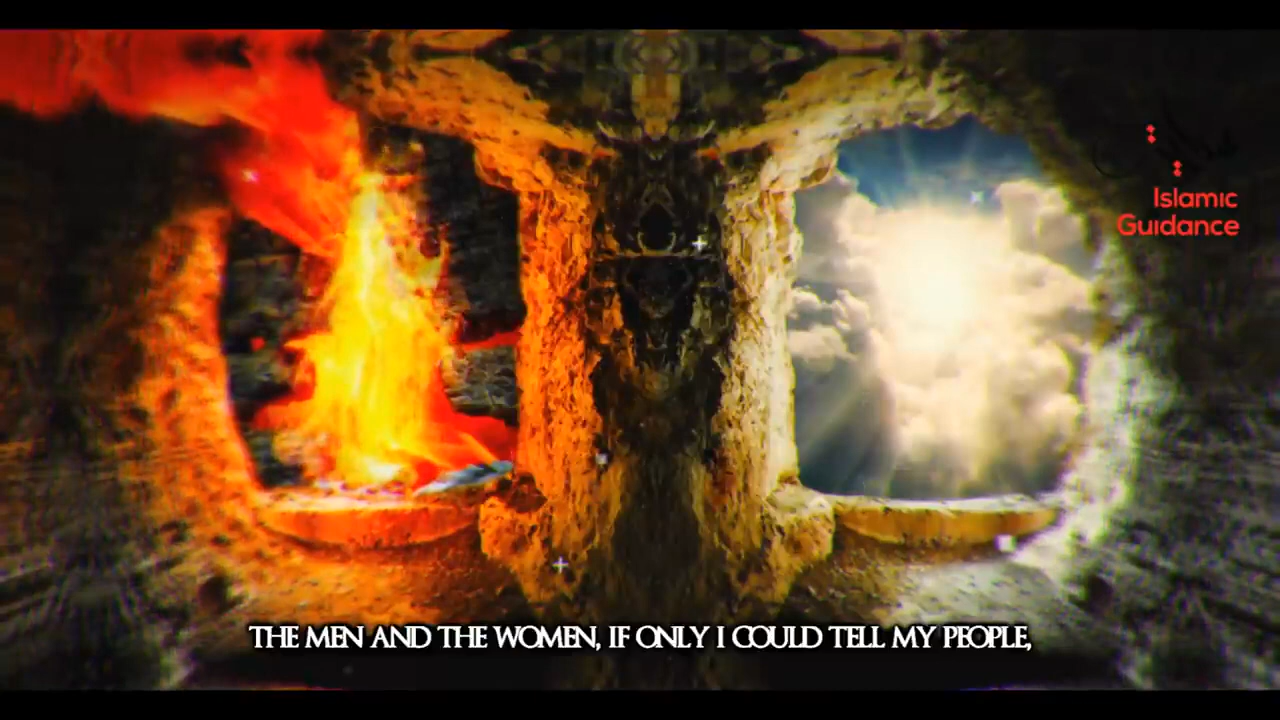 Islamic
Guidance
THE MEN AND THE WOMEN, IF ONLY I COULD TELL MY PEOPLE,